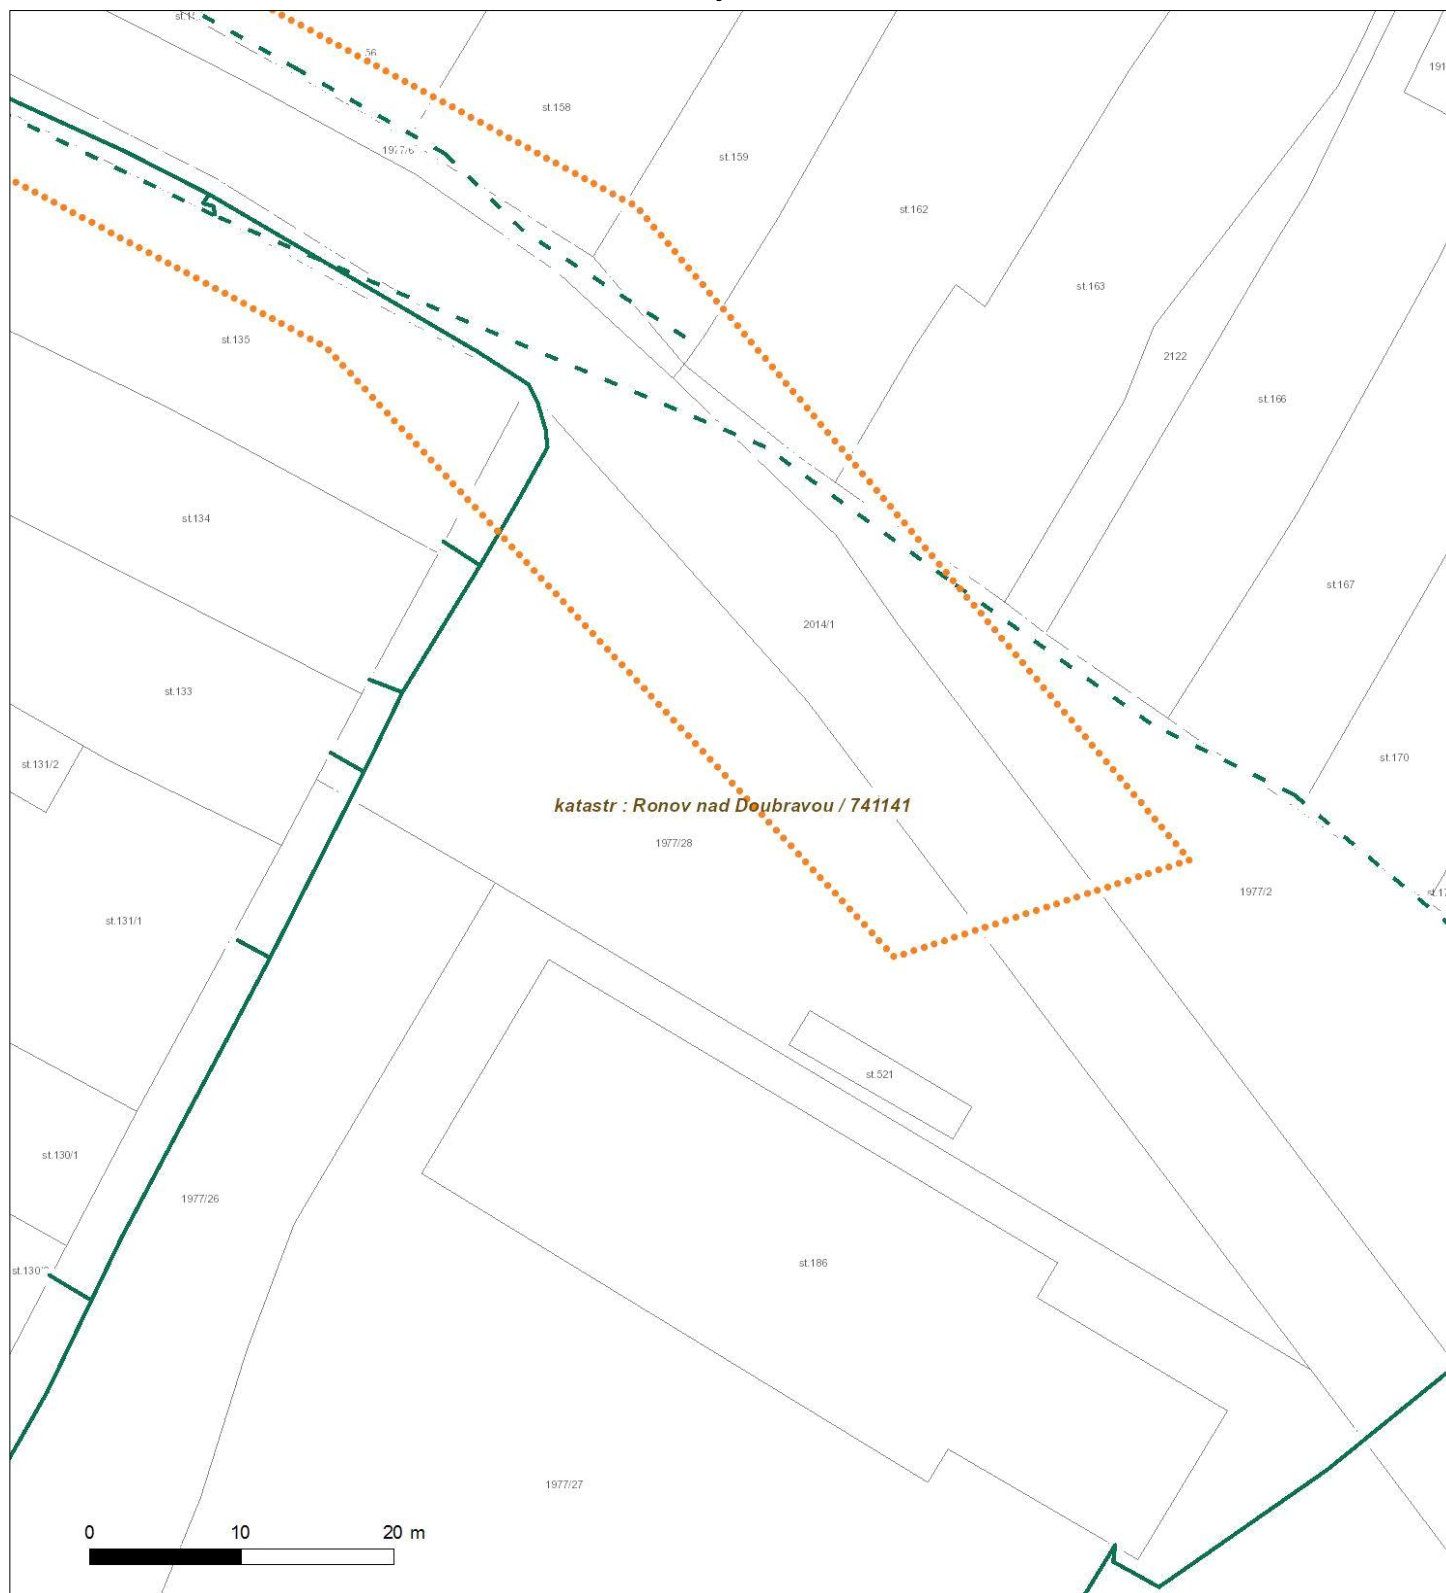 st.158
1977/6
st.159
st.162
st.163
st.135
2122
st.166
st.134
st.167
2014/1
st.133
st.131/2
st.170
katastr : Ronov nad Doubravou / 741141
1977/28
1977/2
st.131/1
st.521
st.130/1
1977/26
st.186
1977/27
0 10 20 m